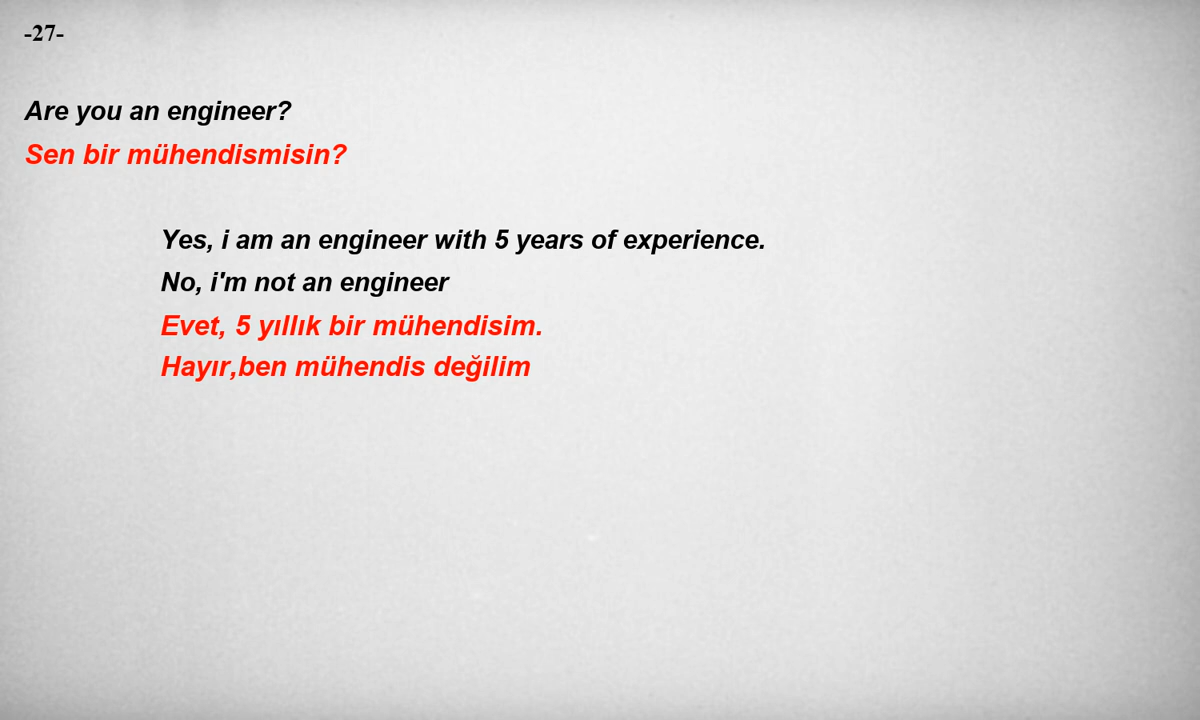 -27-
Are you an engineer?
Sen bir mühendismisin?
Yes, i am an engineer with 5 years of experience.
No, i'm not an engineer
Evet, 5 yıllık bir mühendisim.
Hayır,ben mühendis değilim